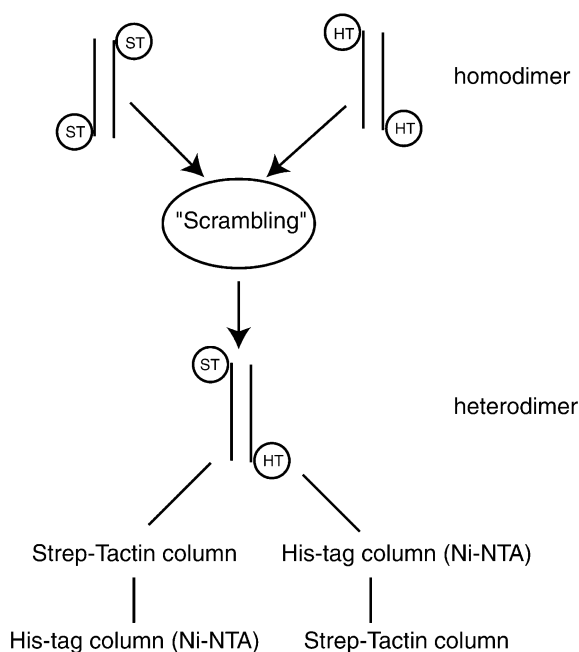 ST
HT
homodimer
ST
HT
"Scrambling"
ST
heterodimer
HT
Strep-Tactin column
His-tag column (Ni-NTA)
His-tag column (Ni-NTA)
Strep-Tactin column